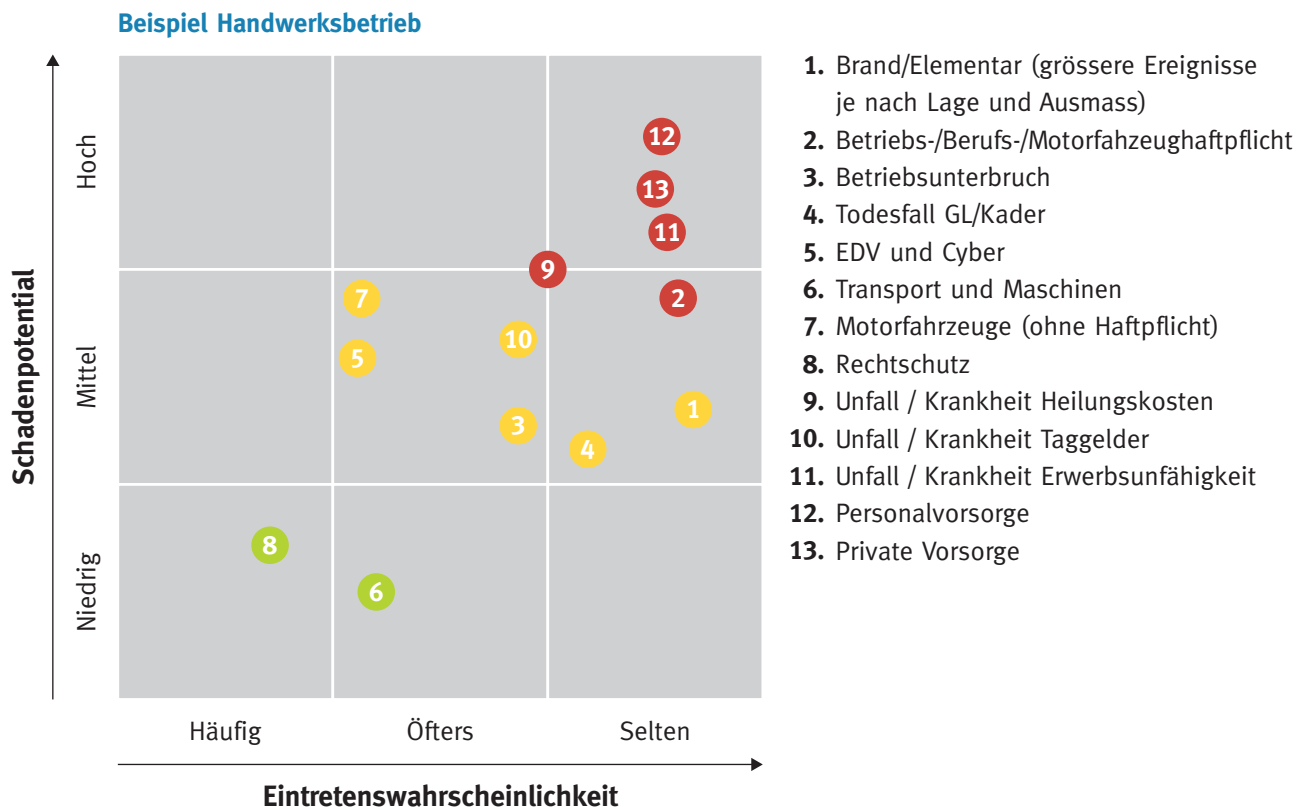 Beispiel Handwerksbetrieb
Schadenpotential
Hoch
Mittel
Niedrig
12
13
11
9
7
2
10
5
1
3
4
8
6
Häufig
Öfters
Selten
Eintretenswahrscheinlichkeit
1. Brand/Elementar (grössere Ereignisse
je nach Lage und Ausmass)
2. Betriebs-/Berufs-/Motorfahzeughaftpflicht
3. Betriebsunterbruch
4. Todesfall GL/Kader
5. EDV und Cyber
6. Transport und Maschinen
7. Motorfahrzeuge (ohne Haftpflicht)
8. Rechtschutz
9. Unfall / Krankheit Heilungskosten
10. Unfall / Krankheit Taggelder
11. Unfall / Krankheit Erwerbsunfähigkeit
12. Personalvorsorge
13. Private Vorsorge